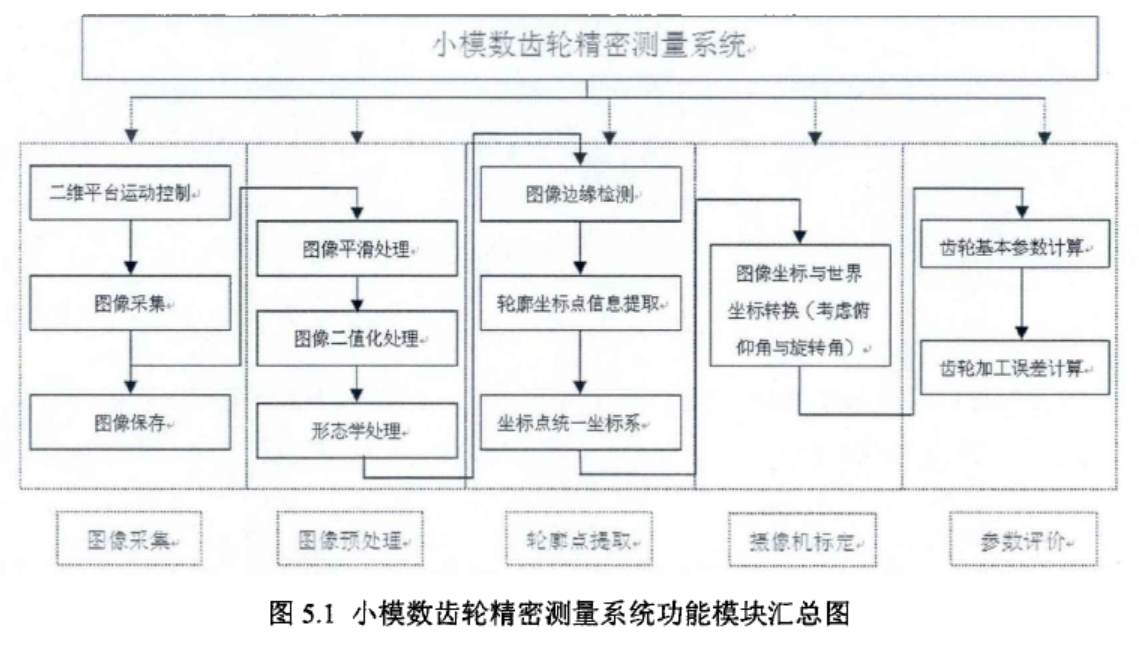 小模数齿轮精密测量系统
二维平台运动控制
图像采集
图像保存
图像平滑处理
图像二值化处理
形态学处理
图像边缘检测
轮廓坐标点信息提取
坐标点统一坐标系
图像坐标与世界
坐标转换（考虑俯
仰角与旋转角）
齿轮基本参数计算
齿轮加工误差计算
图像采集
图像预处理
轮廓点提取
摄像机标定
参数评价
图 5.1 小模数齿轮精密测量系统功能模块汇总图